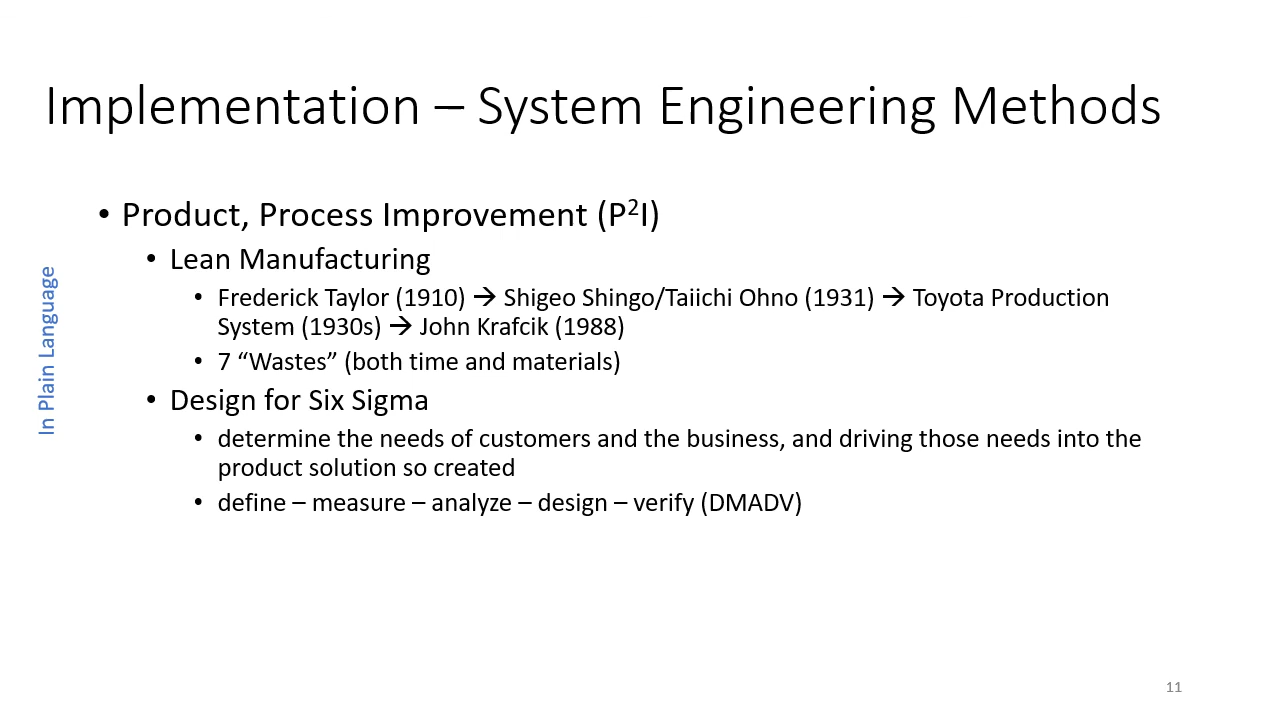 Implementation – System Engineering Methods
• Product, Process Improvement (P²I)
• Lean Manufacturing
• Frederick Taylor (1910) → Shigeo Shingo/Taiichi Ohno (1931) → Toyota Production
System (1930s) → John Krafcik (1988)
• 7 “Wastes” (both time and materials)
• Design for Six Sigma
• determine the needs of customers and the business, and driving those needs into the
product solution so created
• define – measure – analyze – design – verify (DMADV)
In Plain Language
11